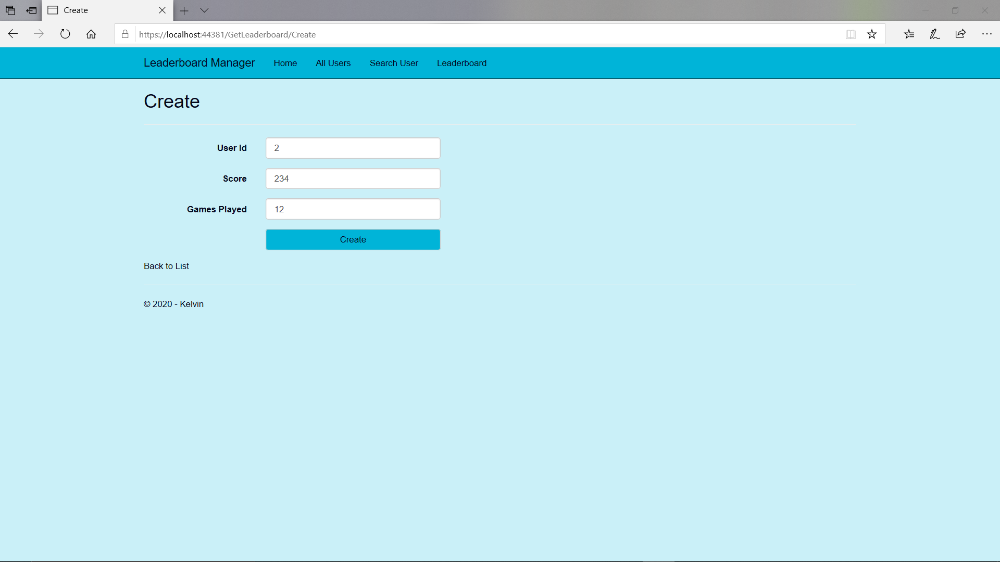 Create
https://localhost:44381/GetLeaderboard/Create
Leaderboard Manager Home All Users Search User Leaderboard
Create
User Id 2
Score 234
Games Played 12
Create
Back to List
© 2020 - Kelvin